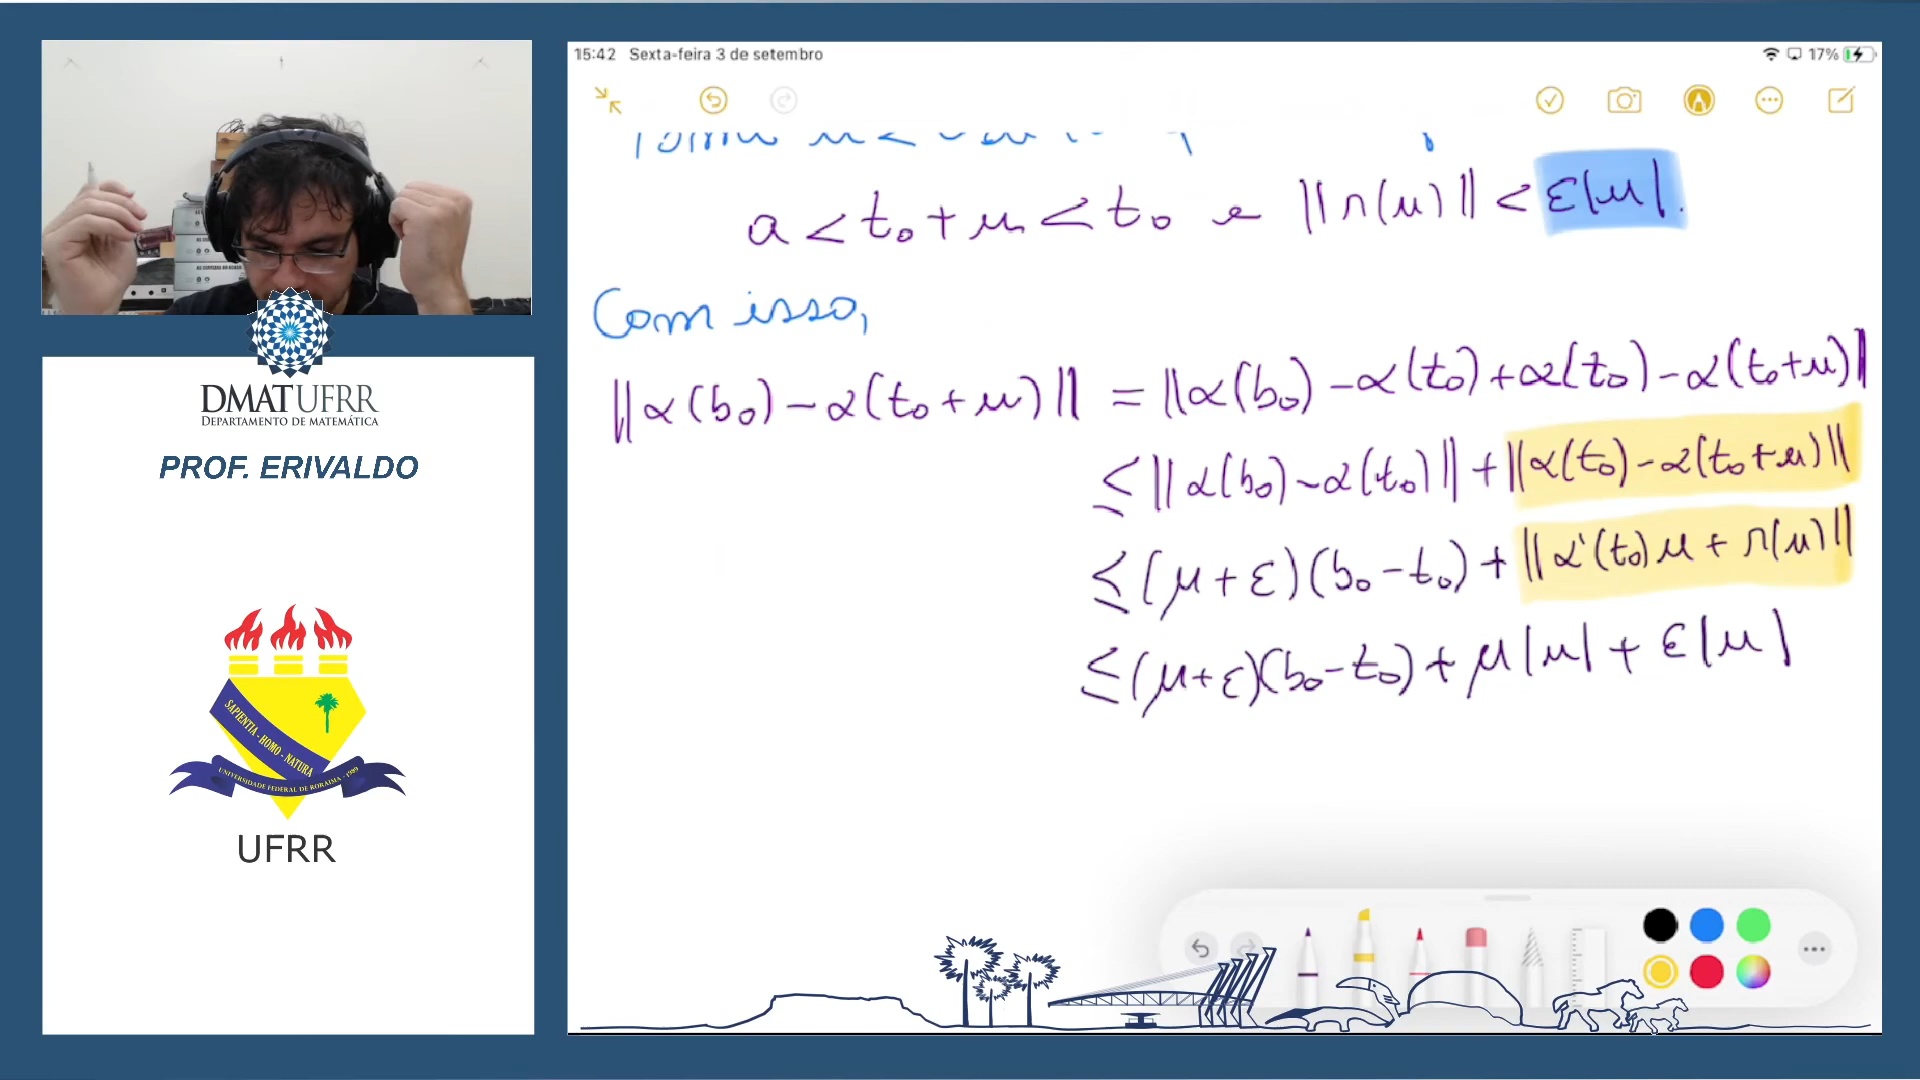 15:42 Sexta-feira 3 de setembro
17%
a < t₀ + u < t₀ e ‖r(u)‖ < ε|u|.
Com isso,
‖α(b₀) - α(t₀ + u)‖ = ‖α(b₀) - α(t₀) + α(t₀) - α(t₀+u)‖
≤ ‖α(b₀) - α(t₀)‖ + ‖α(t₀) - α(t₀+u)‖
≤ (μ + ε)(b₀ - t₀) + ‖α'(t₀)u + r(u)‖
≤ (μ+ε)(b₀ - t₀) + μ|u| + ε|u|
DMATUFRR
DEPARTAMENTO DE MATEMÁTICA
PROF. ERIVALDO
SAPIENTIA - HOMO - NATURA
UNIVERSIDADE FEDERAL DE RORAIMA - 1989
UFRR